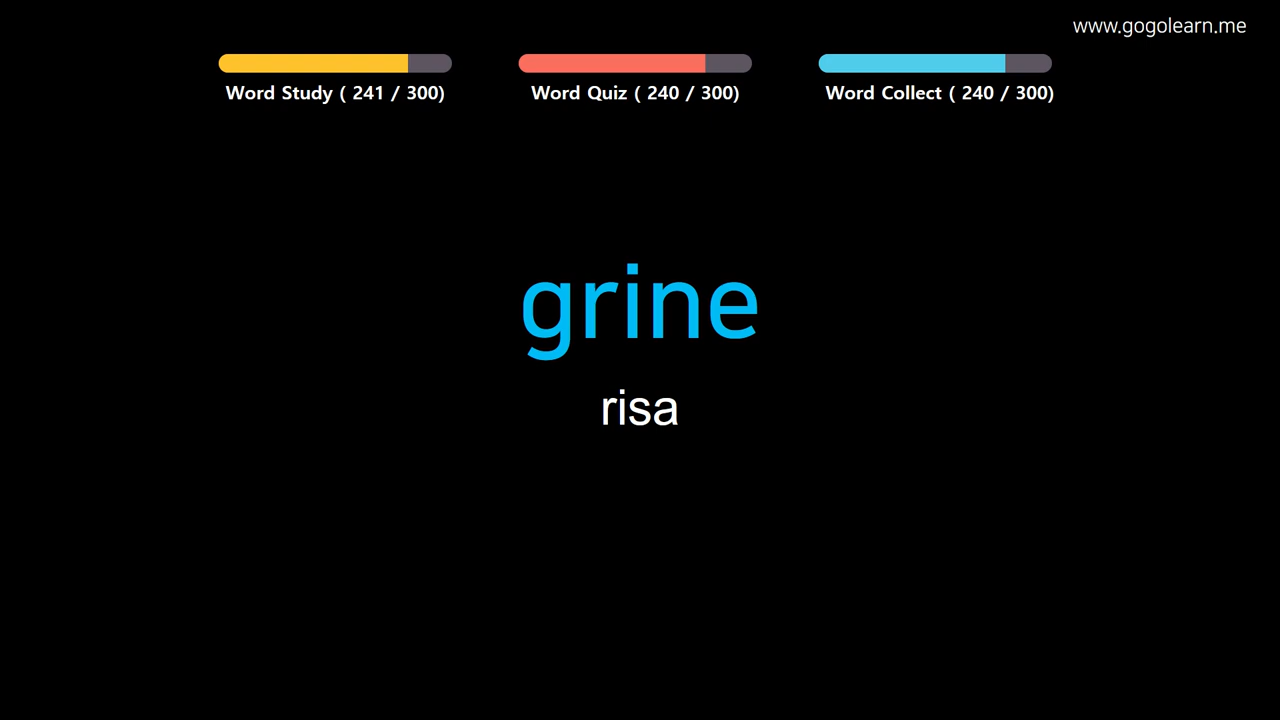 www.gogolearn.me
Word Study ( 241 / 300)
Word Quiz ( 240 / 300)
Word Collect ( 240 / 300)
grine
risa